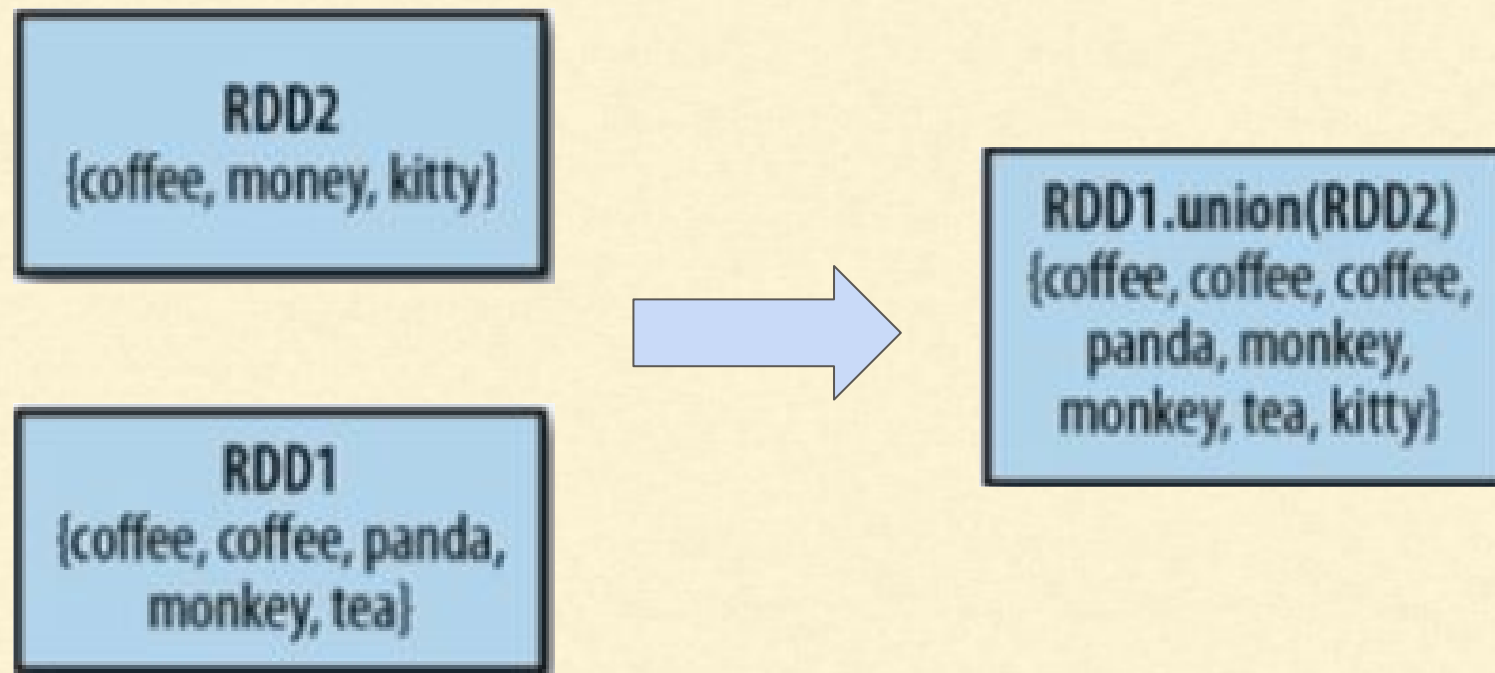 RDD2
{coffee, money, kitty}
RDD1
{coffee, coffee, panda,
monkey, tea}
RDD1.union(RDD2)
{coffee, coffee, coffee,
panda, monkey,
monkey, tea, kitty}